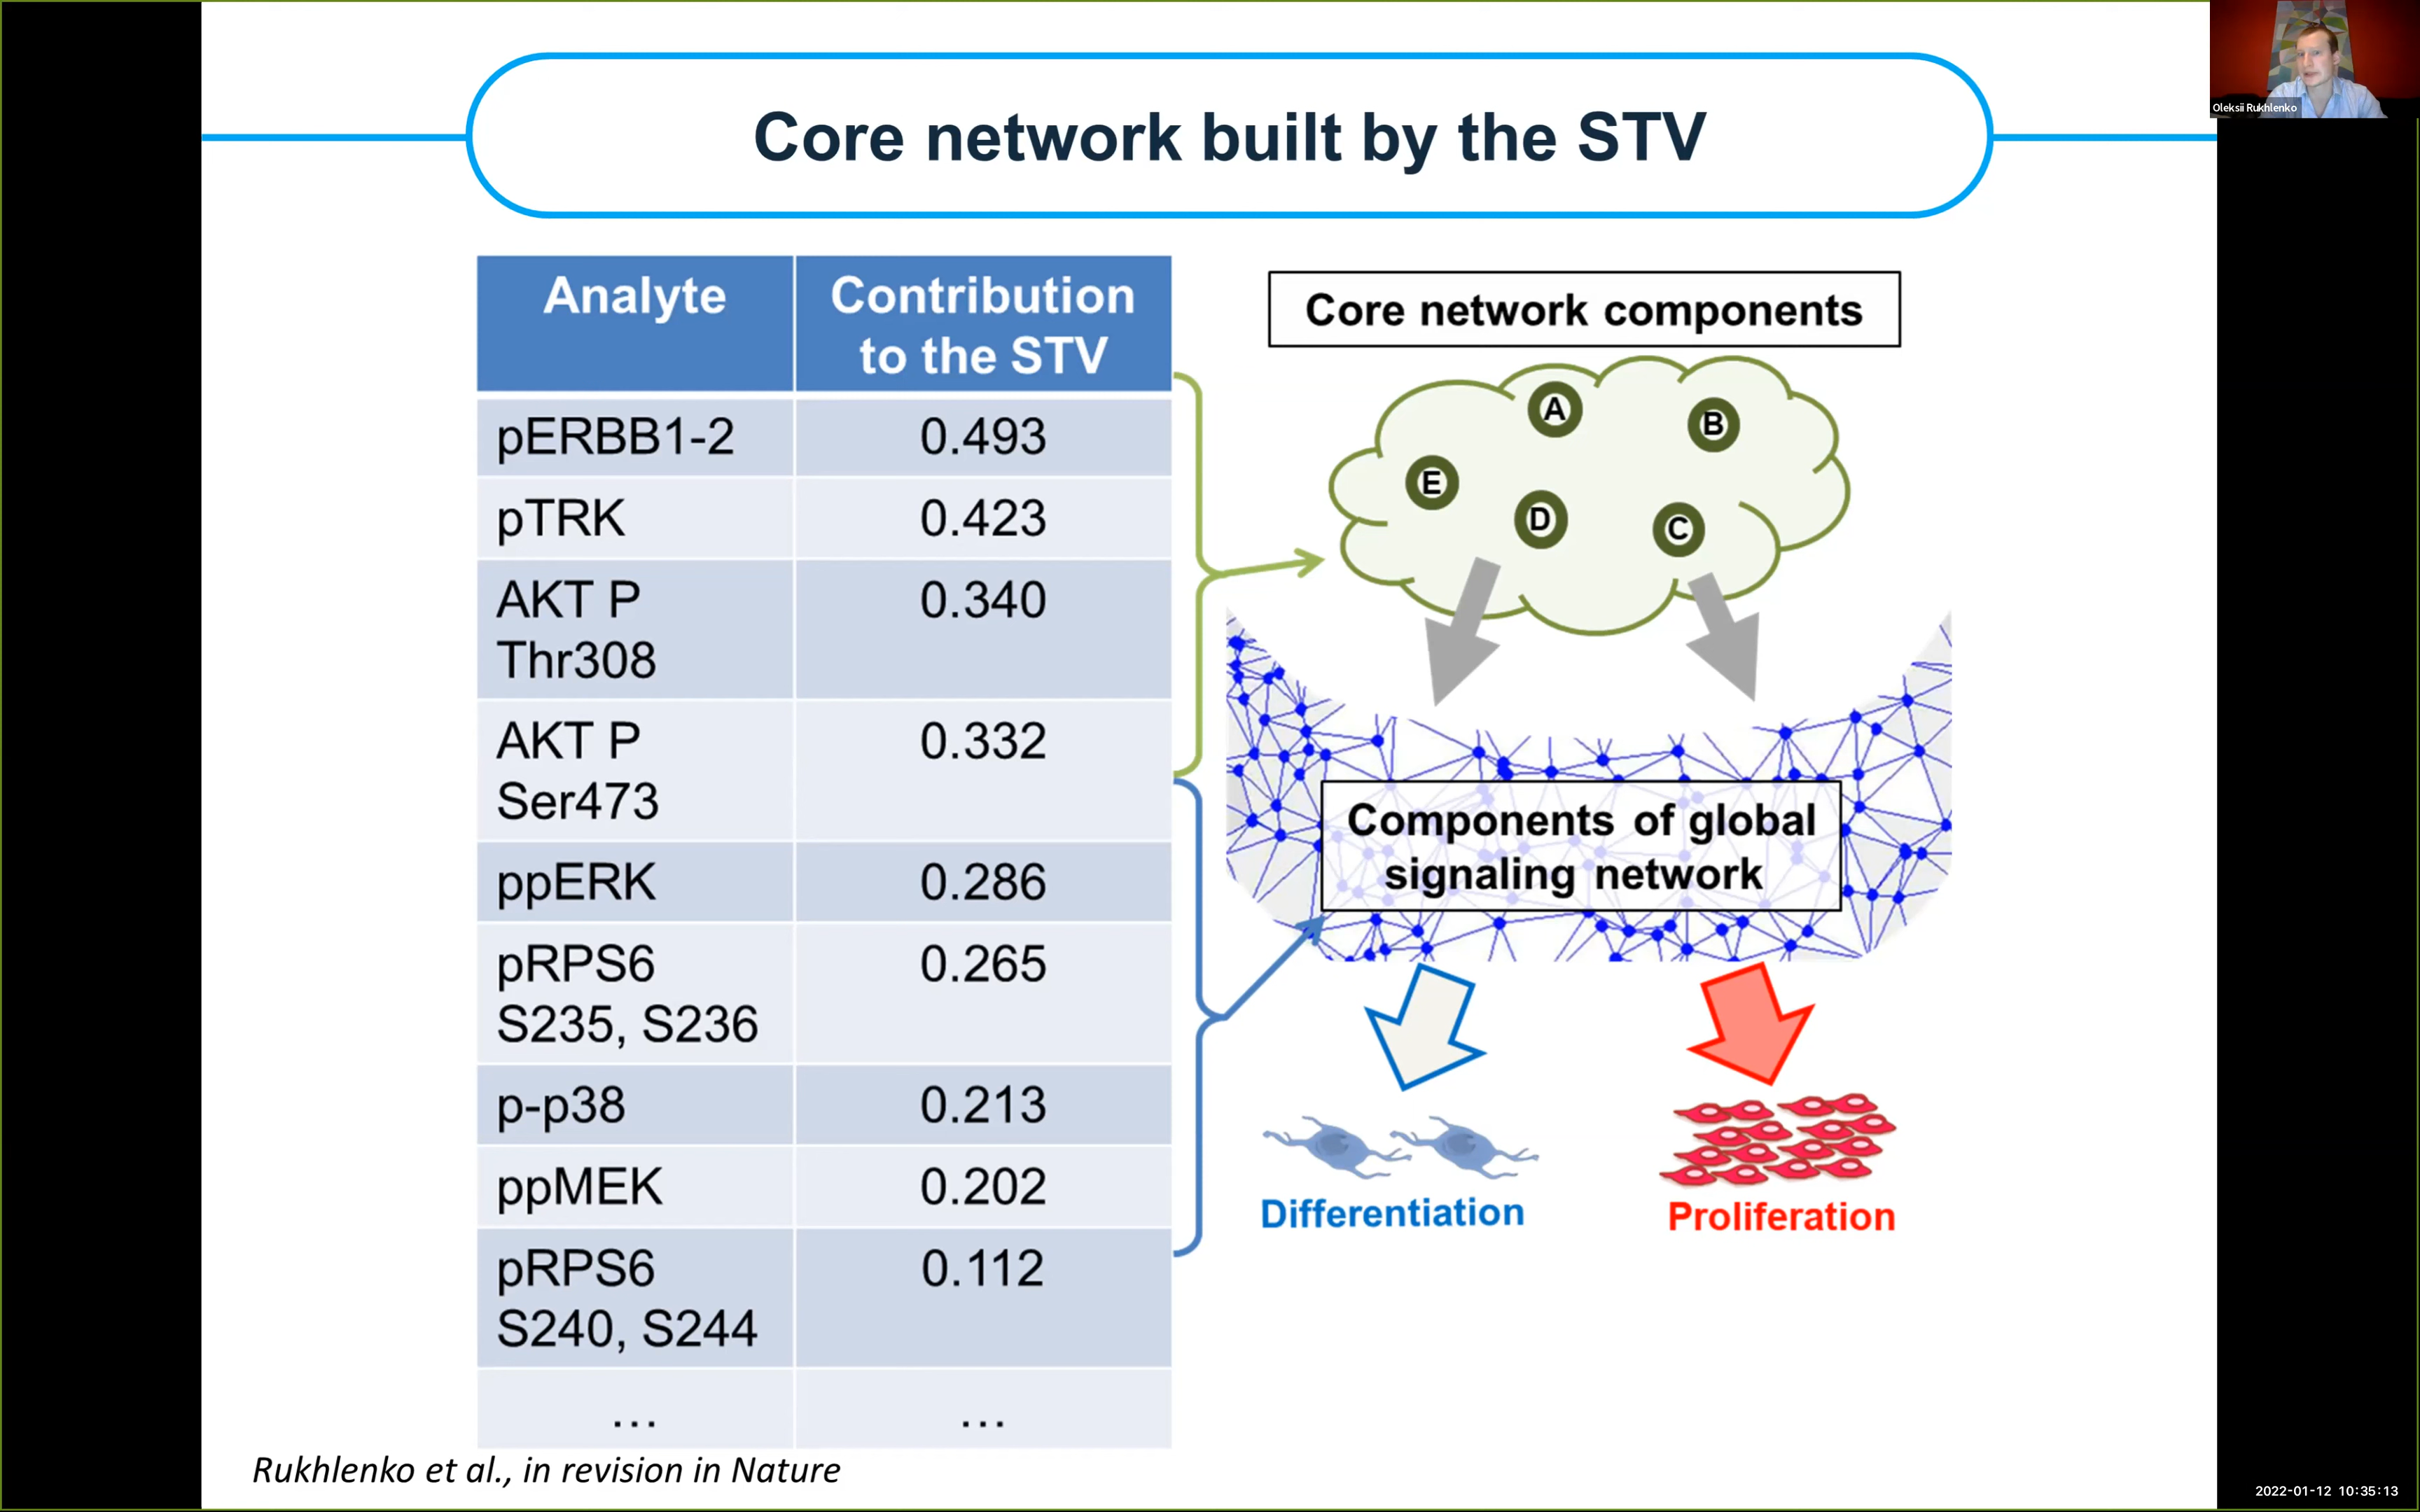 Oleksii Rukhlenko
Core network built by the STV
Analyte
Contribution
to the STV
pERBB1-2
0.493
pTRK
0.423
AKT P
Thr308
0.340
AKT P
Ser473
0.332
ppERK
0.286
pRPS6
S235, S236
0.265
p-p38
0.213
ppMEK
0.202
pRPS6
S240, S244
0.112
...
...
Core network components
A
B
E
D
C
Components of global
signaling network
Differentiation
Proliferation
Rukhlenko et al., in revision in Nature
2022-01-12 10:35:13